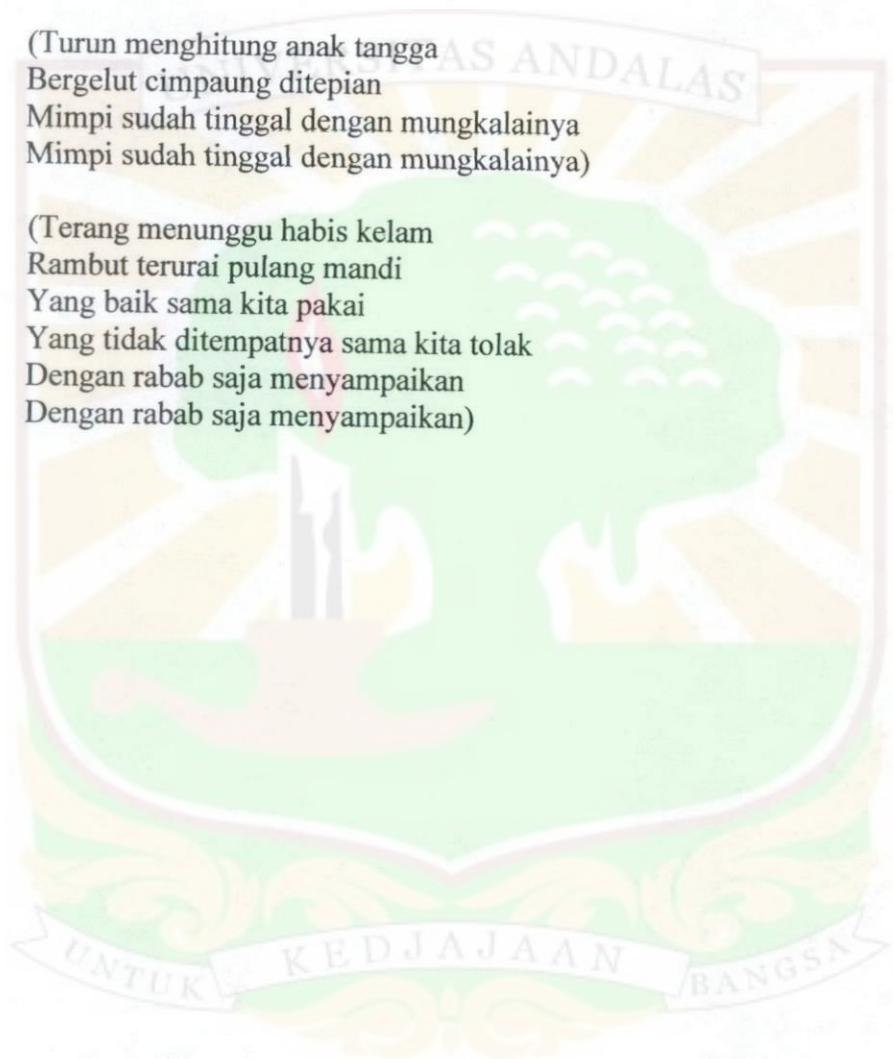 UNIVERSITAS ANDALAS
(Turun menghitung anak tangga
Bergelut cimpaung ditepian
Mimpi sudah tinggal dengan mungkalainya
Mimpi sudah tinggal dengan mungkalainya)
(Terang menunggu habis kelam
Rambut terurai pulang mandi
Yang baik sama kita pakai
Yang tidak ditempatnya sama kita tolak
Dengan rabab saja menyampaikan
Dengan rabab saja menyampaikan)
UNTUK KEDJAJAAN BANGSA